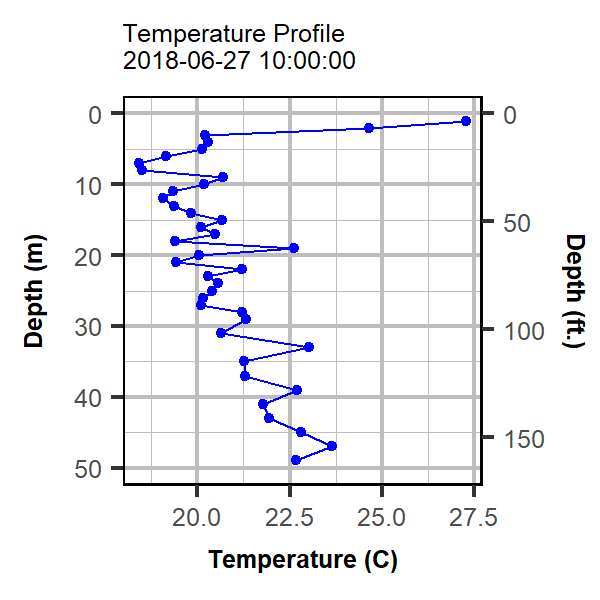 Temperature Profile
2018-06-27 10:00:00
0
10
20
30
40
50
Depth (m)
0
50
100
150
Depth (ft.)
20.0 22.5 25.0 27.5
Temperature (C)